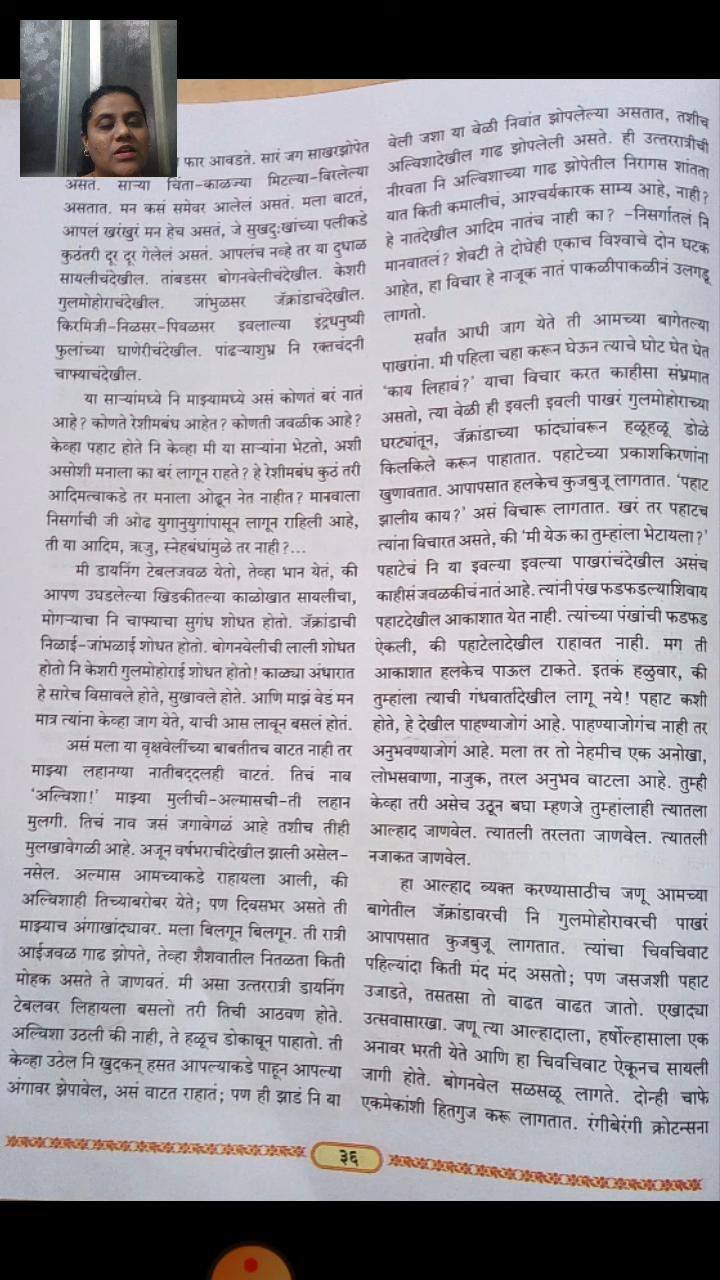 फार आवडते. सारं जग साखरझोपेत
असतं. साऱ्या चिंता-काळज्या मिटल्या-विरलेल्या
असतात. मन कसं समेवर आलेलं असतं. मला वाटतं,
आपलं खरंखुरं मन हेच असतं, जे सुखदुःखांच्या पलीकडे
कुठंतरी दूर दूर गेलेलं असतं. आपलंच नव्हे तर या दुधाळ
सायलीचंदेखील. तांबडसर बोगनवेलीचंदेखील. केशरी
गुलमोहोराचंदेखील. जांभुळसर जॅक्रांडाचंदेखील.
किरमिजी-निळसर-पिवळसर इवलाल्या इंद्रधनुष्यी
फुलांच्या घाणेरीचंदेखील. पांढऱ्याशुभ्र नि रक्तचंदनी
चाफ्याचंदेखील.
या साऱ्यांमध्ये नि माझ्यामध्ये असं कोणतं बरं नातं
आहे? कोणते रेशीमबंध आहेत? कोणती जवळीक आहे?
केव्हा पहाट होते नि केव्हा मी या साऱ्यांना भेटतो, अशी
असोशी मनाला का बरं लागून राहते? हे रेशीमबंध कुठं तरी
आदिमत्वाकडे तर मनाला ओढून नेत नाहीत? मानवाला
निसर्गाची जी ओढ युगानुयुगांपासून लागून राहिली आहे,
ती या आदिम, ऋजु, स्नेहबंधांमुळे तर नाही?...
मी डायनिंग टेबलजवळ येतो, तेव्हा भान येतं, की
आपण उघडलेल्या खिडकीतल्या काळोखात सायलीचा,
मोगऱ्याचा नि चाफ्याचा सुगंध शोधत होतो. जॅक्रांडाची
निळाई-जांभळाई शोधत होतो. बोगनवेलीची लाली शोधत
होतो नि केशरी गुलमोहोराई शोधत होतो! काळ्या अंधारात
हे सारेच विसावले होते, सुखावले होते. आणि माझं वेडं मन
मात्र त्यांना केव्हा जाग येते, याची आस लावून बसलं होतं.
असं मला या वृक्षवेलींच्या बाबतीतच वाटत नाही तर
माझ्या लहानग्या नातीबद्दलही वाटतं. तिचं नाव
‘अल्विशा!’ माझ्या मुलीची-अल्मासची-ती लहान
मुलगी. तिचं नाव जसं जगावेगळं आहे तशीच तीही
मुलखावेगळी आहे. अजून वर्षभराचीदेखील झाली असेल-
नसेल. अल्मास आमच्याकडे राहायला आली, की
अल्विशाही तिच्याबरोबर येते; पण दिवसभर असते ती
माझ्याच अंगाखांद्यावर. मला बिलगून बिलगून. ती रात्री
आईजवळ गाढ झोपते, तेव्हा शैशवातील नितळता किती
मोहक असते ते जाणवतं. मी असा उत्तररात्री डायनिंग
टेबलवर लिहायला बसलो तरी तिची आठवण होते.
अल्विशा उठली की नाही, ते हळूच डोकावून पाहातो. ती
केव्हा उठेल नि खुदकन् हसत आपल्याकडे पाहून आपल्या
अंगावर झेपावेल, असं वाटत राहातं; पण ही झाडं नि या
वेली जशा या वेळी निवांत झोपलेल्या असतात, तशीच
अल्विशादेखील गाढ झोपलेली असते. ही उत्तररात्रीची
नीरवता नि अल्विशाच्या गाढ झोपेतील निरागस शांतता
यात किती कमालीचं, आश्चर्यकारक साम्य आहे, नाही?
हे नातंदेखील आदिम नातंच नाही का? -निसर्गातलं नि
मानवातलं? शेवटी ते दोघेही एकाच विश्वाचे दोन घटक
आहेत, हा विचार हे नाजूक नातं पाकळीपाकळीनं उलगडू
लागतो.
सर्वांत आधी जाग येते ती आमच्या बागेतल्या
पाखरांना. मी पहिला चहा करून घेऊन त्याचे घोट घेत घेत
‘काय लिहावं?’ याचा विचार करत काहीसा संभ्रमात
असतो, त्या वेळी ही इवली इवली पाखरं गुलमोहोराच्या
घरट्यांतून, जॅक्रांडाच्या फांद्यांवरून हळूहळू डोळे
किलकिले करून पाहातात. पहाटेच्या प्रकाशकिरणांना
खुणावतात. आपापसात हलकेच कुजबुजू लागतात. ‘पहाट
झालीय काय?’ असं विचारू लागतात. खरं तर पहाटच
त्यांना विचारत असते, की ‘मी येऊ का तुम्हांला भेटायला?’
पहाटेचं नि या इवल्या इवल्या पाखरांचंदेखील असंच
काहीसं जवळकीचं नातं आहे. त्यांनी पंख फडफडल्याशिवाय
पहाटदेखील आकाशात येत नाही. त्यांच्या पंखांची फडफड
ऐकली, की पहाटेलादेखील राहावत नाही. मग ती
आकाशात हलकेच पाऊल टाकते. इतकं हळुवार, की
तुम्हांला त्याची गंधवार्तादेखील लागू नये! पहाट कशी
होते, हे देखील पाहण्याजोगं आहे. पाहण्याजोगंच नाही तर
अनुभवण्याजोगं आहे. मला तर तो नेहमीच एक अनोखा,
लोभसवाणा, नाजुक, तरल अनुभव वाटला आहे. तुम्ही
केव्हा तरी असेच उठून बघा म्हणजे तुम्हांलाही त्यातला
आल्हाद जाणवेल. त्यातली तरलता जाणवेल. त्यातली
नजाकत जाणवेल.
हा आल्हाद व्यक्त करण्यासाठीच जणू आमच्या
बागेतील जॅक्रांडावरची नि गुलमोहोरावरची पाखरं
आपापसात कुजबुजू लागतात. त्यांचा चिवचिवाट
पहिल्यांदा किती मंद मंद असतो; पण जसजशी पहाट
उजाडते, तसतसा तो वाढत वाढत जातो. एखाद्या
उत्सवासारखा. जणू त्या आल्हादाला, हर्षोल्हासाला एक
अनावर भरती येते आणि हा चिवचिवाट ऐकूनच सायली
जागी होते. बोगनवेल सळसळू लागते. दोन्ही चाफे
एकमेकांशी हितगुज करू लागतात. रंगीबेरंगी क्रोटन्सना
३६